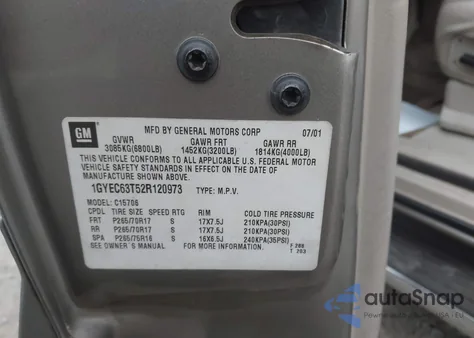 GM
MFD BY GENERAL MOTORS CORP 07/01
GVWR GAWR FRT GAWR RR
3085KG(6800LB) 1452KG(3200LB) 1814KG(4000LB)
THIS VEHICLE CONFORMS TO ALL APPLICABLE U.S. FEDERAL MOTOR
VEHICLE SAFETY STANDARDS IN EFFECT ON THE DATE OF
MANUFACTURE SHOWN ABOVE.
1GYEC63T52R120973 TYPE: M.P.V.
MODEL: C15706
CPDL TIRE SIZE SPEED RTG RIM COLD TIRE PRESSURE
FRT P265/70R17 S 17X7.5J 210KPA(30PSI)
RR P265/70R17 S 17X7.5J 210KPA(30PSI)
SPA P265/75R16 S 16X6.5J 240KPA(35PSI)
SEE OWNER'S MANUAL FOR ADDITIONAL INFORMATION
autoSnap